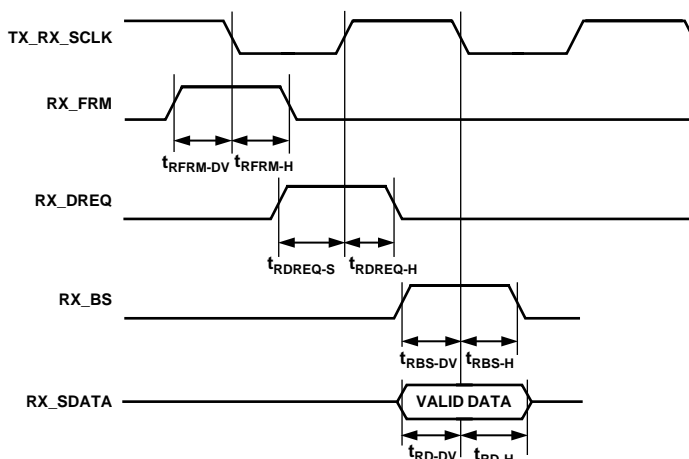 TX_RX_SCLK
RX_FRM
tRFRM-DV tRFRM-H
RX_DREQ
tRDREQ-S tRDREQ-H
RX_BS
tRBS-DV tRBS-H
RX_SDATA VALID DATA
tRD-DV tRD-H